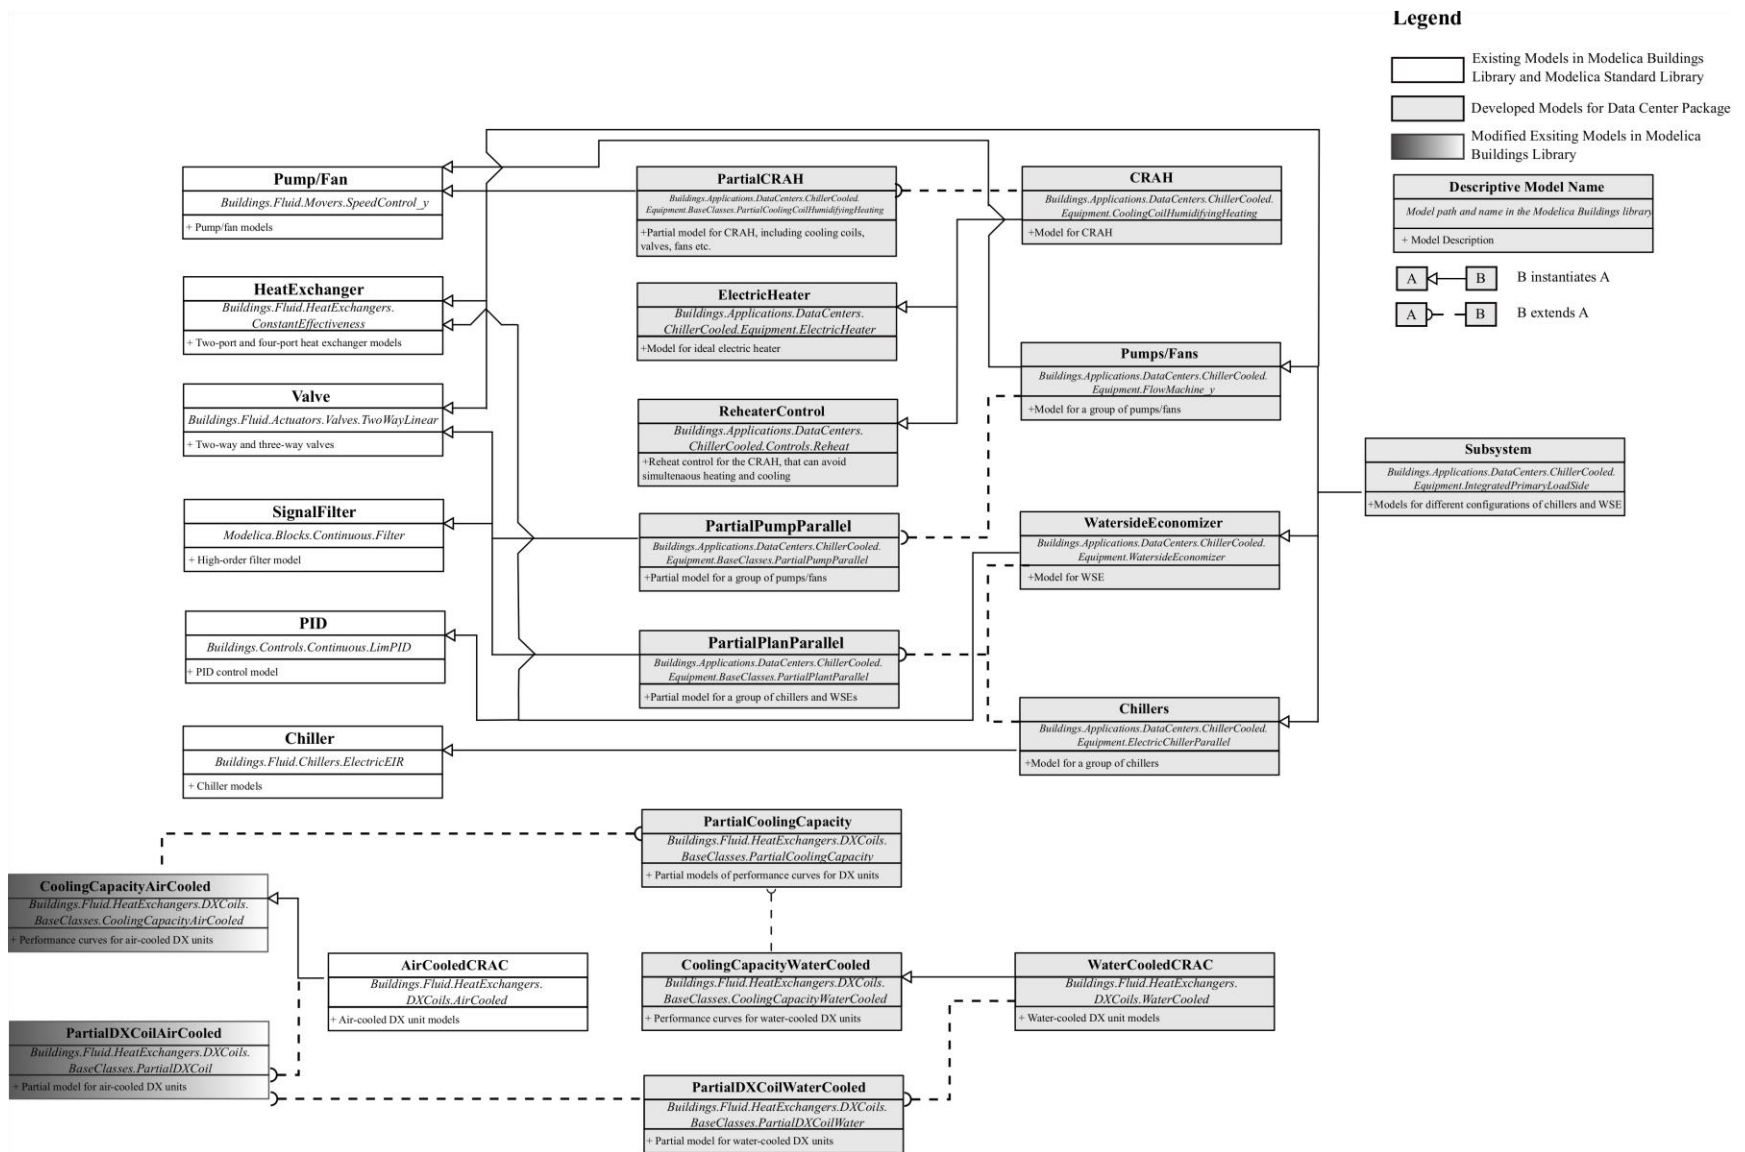 Legend
Existing Models in Modelica Buildings
Library and Modelica Standard Library
Developed Models for Data Center Package
Modified Exsiting Models in Modelica
Buildings Library
Descriptive Model Name
Model path and name in the Modelica Buildings library
+ Model Description
A
B
B instantiates A
A
B
B extends A
Pump/Fan
Buildings.Fluid.Movers.SpeedControl_y
+ Pump/fan models
PartialCRAH
Buildings.Applications.DataCenters.ChillerCooled.
Equipment.BaseClasses.PartialCoolingCoilHumidifyingHeating
+Partial model for CRAH, including cooling coils,
valves, fans etc.
CRAH
Buildings.Applications.DataCenters.ChillerCooled.
Equipment.CoolingCoilHumidifyingHeating
+Model for CRAH
HeatExchanger
Buildings.Fluid.HeatExchangers.
ConstantEffectiveness
+ Two-port and four-port heat exchanger models
ElectricHeater
Buildings.Applications.DataCenters.
ChillerCooled.Equipment.ElectricHeater
+Model for ideal electric heater
Pumps/Fans
Buildings.Applications.DataCenters.ChillerCooled.
Equipment.FlowMachine_y
+Model for a group of pumps/fans
Valve
Buildings.Fluid.Actuators.Valves.TwoWayLinear
+ Two-way and three-way valves
ReheaterControl
Buildings.Applications.DataCenters.
ChillerCooled.Controls.Reheat
+Reheat control for the CRAH, that can avoid
simultenaous heating and cooling
Subsystem
Buildings.Applications.DataCenters.ChillerCooled.
Equipment.IntegratedPrimaryLoadSide
+Models for different configurations of chillers and WSE
SignalFilter
Modelica.Blocks.Continuous.Filter
+ High-order filter model
PartialPumpParallel
Buildings.Applications.DataCenters.ChillerCooled.
Equipment.BaseClasses.PartialPumpParallel
+Partial model for a group of pumps/fans
WatersideEconomizer
Buildings.Applications.DataCenters.ChillerCooled.
Equipment.WatersideEconomizer
+Model for WSE
PID
Buildings.Controls.Continuous.LimPID
+ PID control model
PartialPlanParallel
Buildings.Applications.DataCenters.ChillerCooled.
Equipment.BaseClasses.PartialPlantParallel
+Partial model for a group of chillers and WSEs
Chillers
Buildings.Applications.DataCenters.ChillerCooled.
Equipment.ElectricChillerParallel
+Model for a group of chillers
Chiller
Buildings.Fluid.Chillers.ElectricEIR
+ Chiller models
PartialCoolingCapacity
Buildings.Fluid.HeatExchangers.DXCoils.
BaseClasses.PartialCoolingCapacity
+ Partial models of performance curves for DX units
CoolingCapacityAirCooled
Buildings.Fluid.HeatExchangers.DXCoils.
BaseClasses.CoolingCapacityAirCooled
+ Performance curves for air-cooled DX units
AirCooledCRAC
Buildings.Fluid.HeatExchangers.
DXCoils.AirCooled
+ Air-cooled DX unit models
CoolingCapacityWaterCooled
Buildings.Fluid.HeatExchangers.DXCoils.
BaseClasses.CoolingCapacityWaterCooled
+ Performance curves for water-cooled DX units
WaterCooledCRAC
Buildings.Fluid.HeatExchangers.
DXCoils.WaterCooled
+ Water-cooled DX unit models
PartialDXCoilAirCooled
Buildings.Fluid.HeatExchangers.DXCoils.
BaseClasses.PartialDXCoil
+ Partial model for air-cooled DX units
PartialDXCoilWaterCooled
Buildings.Fluid.HeatExchangers.DXCoils.
BaseClasses.PartialDXCoilWater
+ Partial model for water-cooled DX units